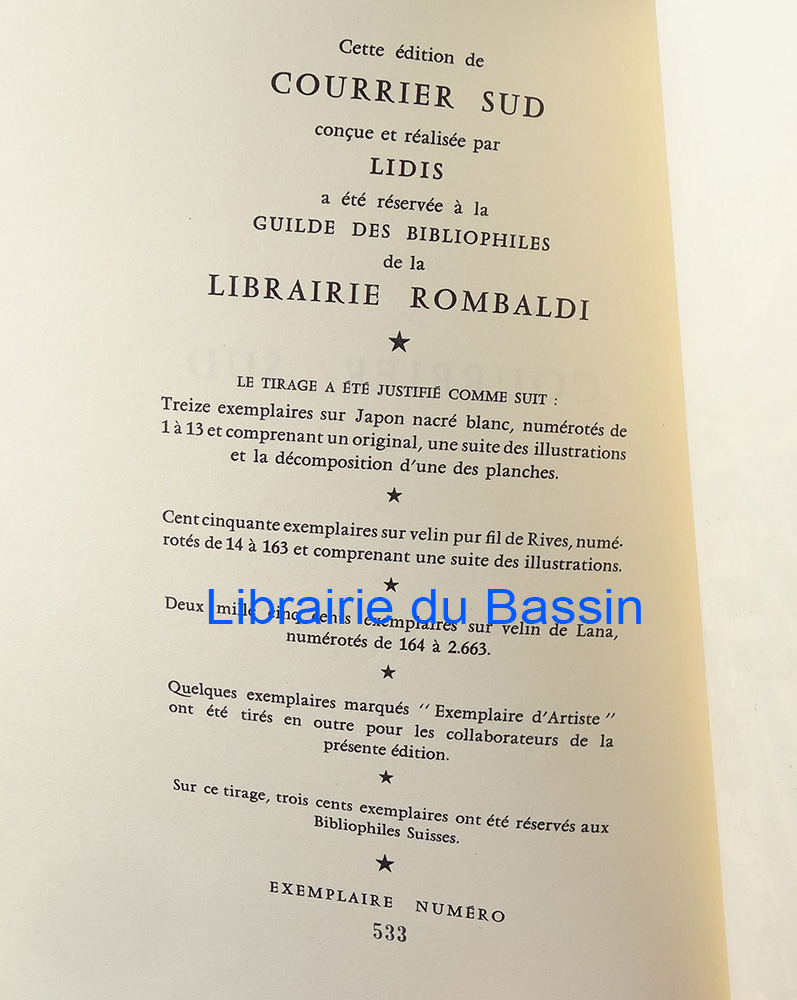 Cette édition de
COURRIER SUD
conçue et réalisée par
LIDIS
a été réservée à la
GUILDE DES BIBLIOPHILES
de la
LIBRAIRIE ROMBALDI
★
LE TIRAGE A ÉTÉ JUSTIFIÉ COMME SUIT :
Treize exemplaires sur Japon nacré blanc, numérotés de
1 à 13 et comprenant un original, une suite des illustrations
et la décomposition d'une des planches.
★
Cent cinquante exemplaires sur velin pur fil de Rives, numé-
rotés de 14 à 163 et comprenant une suite des illustrations.
★
Librairie du Bassin
Deux mille cinq cents exemplaires sur velin de Lana,
numérotés de 164 à 2.663.
★
Quelques exemplaires marqués " Exemplaire d'Artiste "
ont été tirés en outre pour les collaborateurs de la
présente édition.
★
Sur ce tirage, trois cents exemplaires ont été réservés aux
Bibliophiles Suisses.
★
EXEMPLAIRE NUMÉRO
533
COURRIER SUD